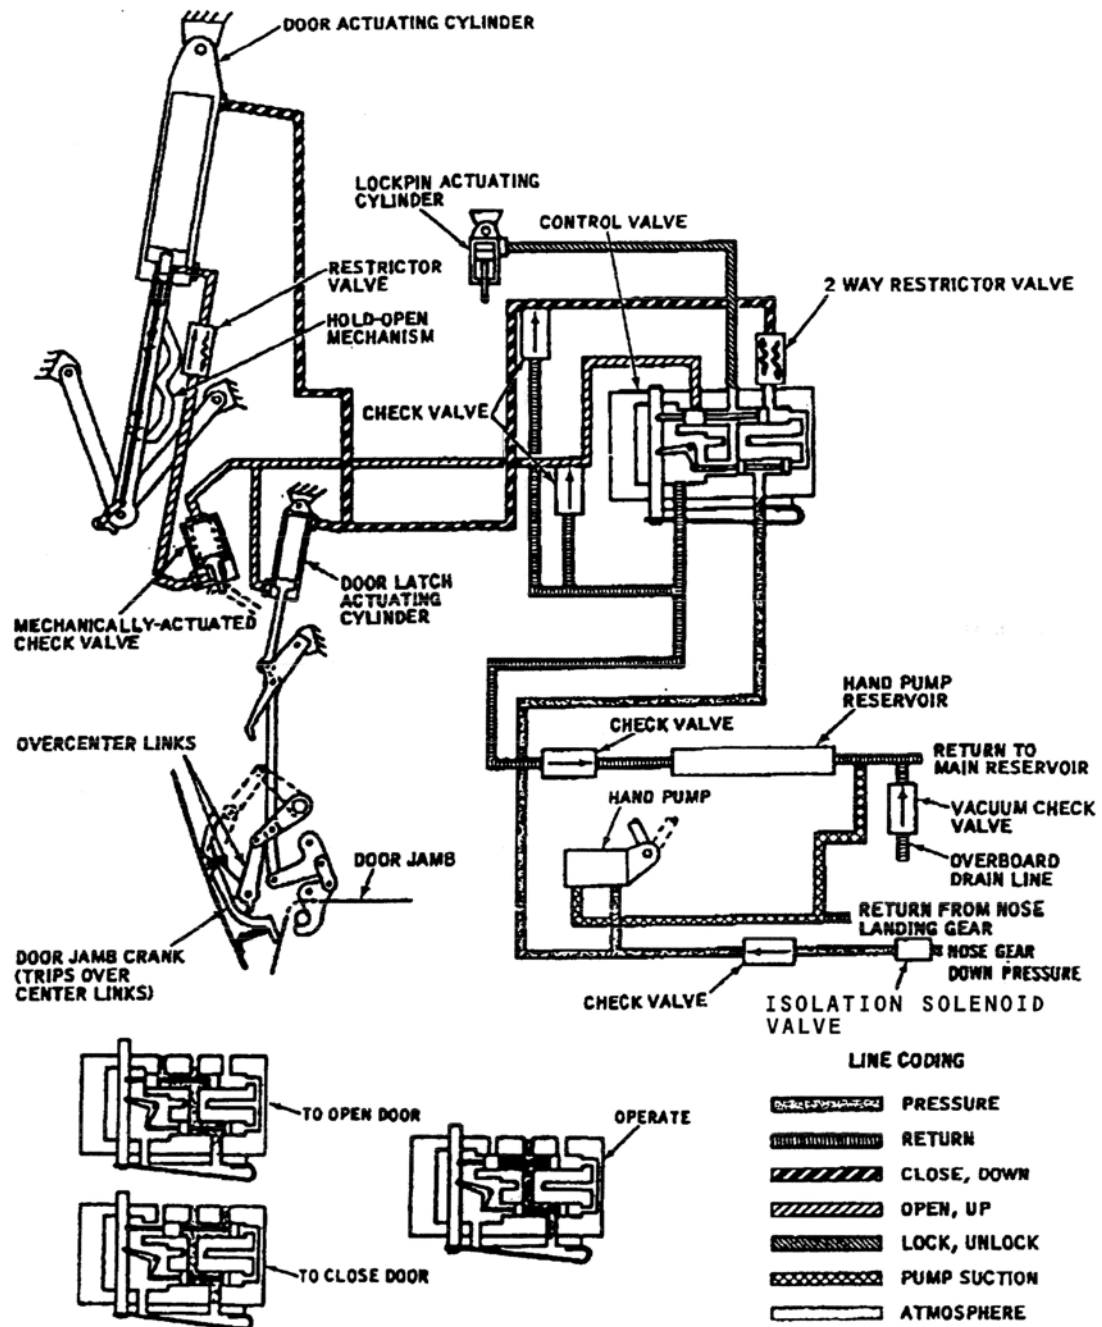 DOOR ACTUATING CYLINDER
LOCKPIN ACTUATING
CYLINDER
CONTROL VALVE
RESTRICTOR
VALVE
2 WAY RESTRICTOR VALVE
HOLD-OPEN
MECHANISM
CHECK VALVE
DOOR LATCH
ACTUATING
CYLINDER
MECHANICALLY-ACTUATED
CHECK VALVE
HAND PUMP
RESERVOIR
CHECK VALVE
OVERCENTER LINKS
RETURN TO
MAIN RESERVOIR
HAND PUMP
VACUUM CHECK
VALVE
DOOR JAMB
OVERBOARD
DRAIN LINE
RETURN FROM NOSE
LANDING GEAR
DOOR JAMB CRANK
(TRIPS OVER
CENTER LINKS)
NOSE GEAR
DOWN PRESSURE
CHECK VALVE
ISOLATION SOLENOID
VALVE
LINE CODING
TO OPEN DOOR
OPERATE
PRESSURE
RETURN
CLOSE, DOWN
OPEN, UP
LOCK, UNLOCK
TO CLOSE DOOR
PUMP SUCTION
ATMOSPHERE